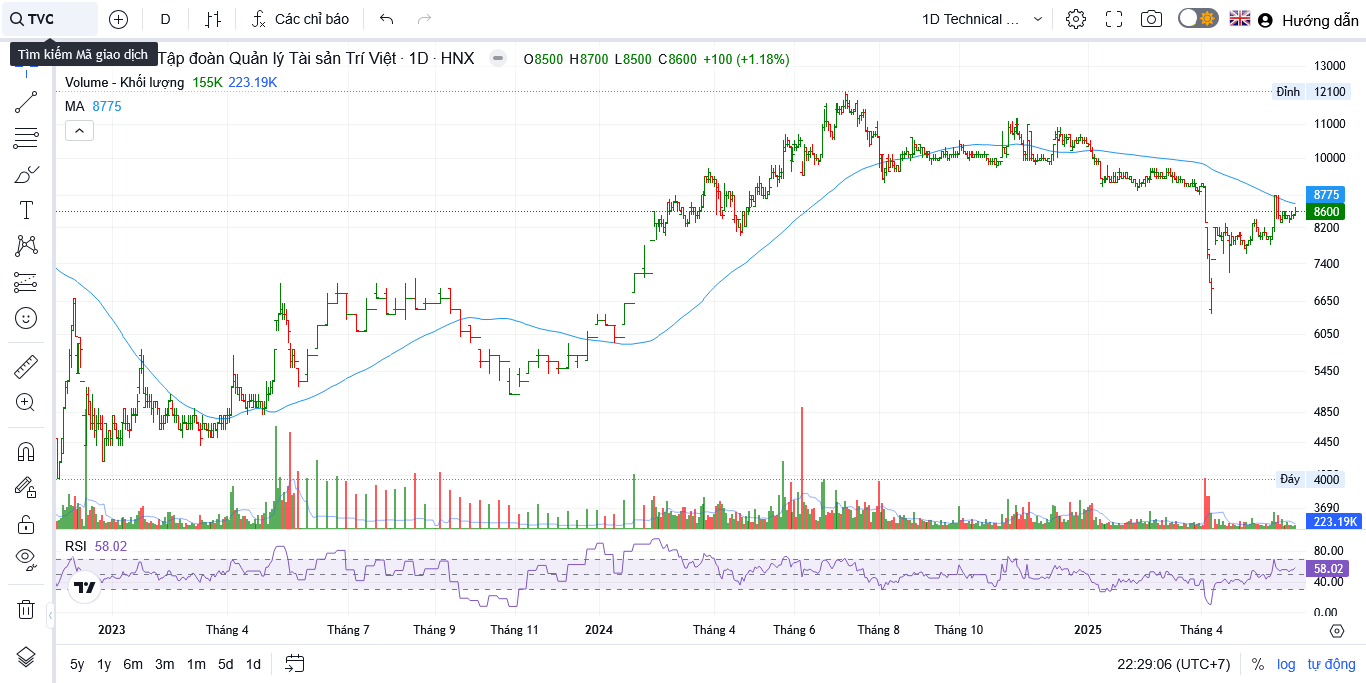 TVC D Các chỉ báo 1D Technical ... Hướng dẫn
Tìm kiếm Mã giao dịch
Tập đoàn Quản lý Tài sản Trí Việt · 1D · HNX O8500 H8700 L8500 C8600 +100 (+1.18%)
Volume - Khối lượng 155K 223.19K
MA 8775
13000
Đỉnh 12100
11000
10000
8775
8600
8200
7400
6650
6050
5450
4850
4450
Đáy 4000
3690
223.19K
RSI 58.02
80.00
58.02
40.00
0.00
2023 Tháng 4 Tháng 7 Tháng 9 Tháng 11 2024 Tháng 4 Tháng 6 Tháng 8 Tháng 10 2025 Tháng 4
5y 1y 6m 3m 1m 5d 1d 22:29:06 (UTC+7) % log tự động